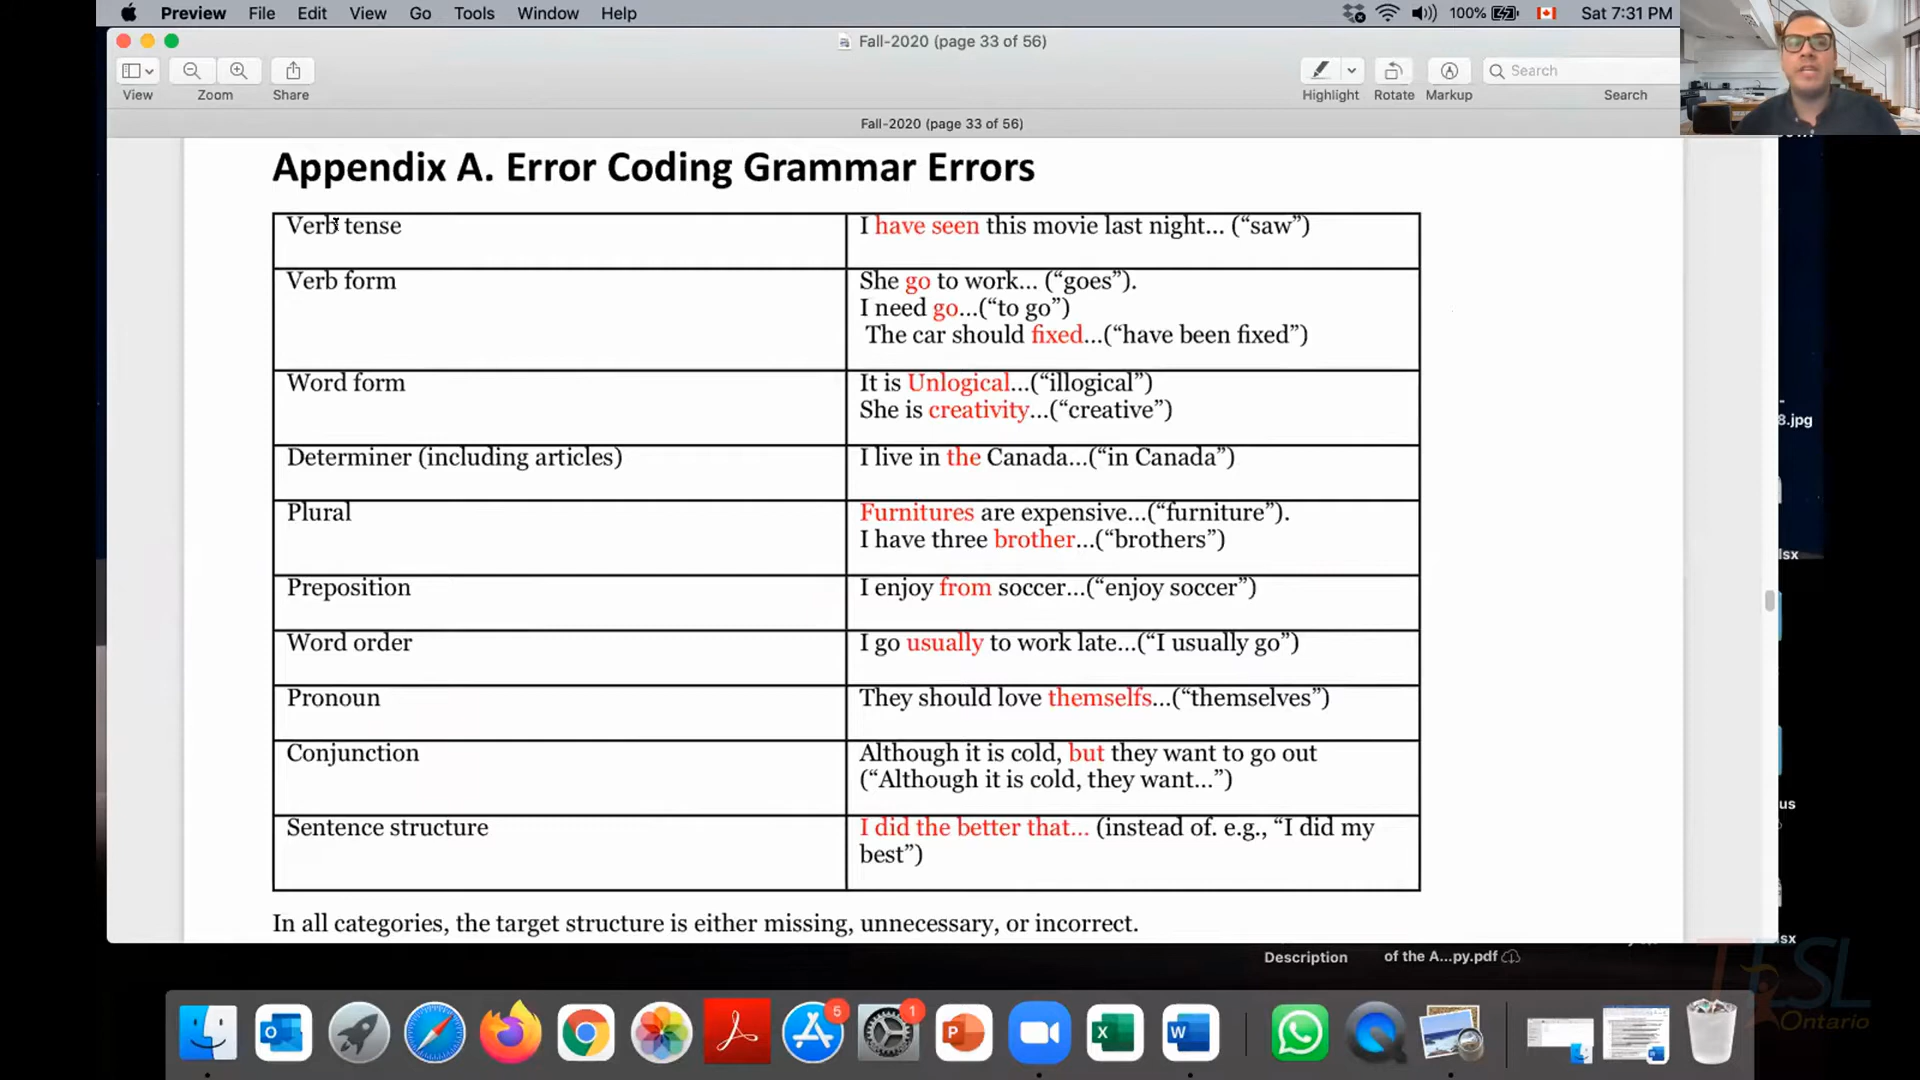 Preview File Edit View Go Tools Window Help 100% Sat 7:31 PM
Fall-2020 (page 33 of 56)
Search
View Zoom Share Highlight Rotate Markup Search
Fall-2020 (page 33 of 56)
Appendix A. Error Coding Grammar Errors
Verb tense I have seen this movie last night... (“saw”)
Verb form She go to work... (“goes”).
I need go...(“to go”)
The car should fixed...(“have been fixed”)
Word form It is Unlogical...(“illogical”)
She is creativity...(“creative”)
Determiner (including articles) I live in the Canada...(“in Canada”)
Plural Furnitures are expensive...(“furniture”).
I have three brother...(“brothers”)
Preposition I enjoy from soccer...(“enjoy soccer”)
Word order I go usually to work late...(“I usually go”)
Pronoun They should love themselfs...(“themselves”)
Conjunction Although it is cold, but they want to go out
(“Although it is cold, they want...”)
Sentence structure I did the better that... (instead of. e.g., “I did my
best”)
In all categories, the target structure is either missing, unnecessary, or incorrect.
8.jpg
lsx
us
lsx
Description of the A...py.pdf
TESL
Ontario
5
1
O
P
X
W